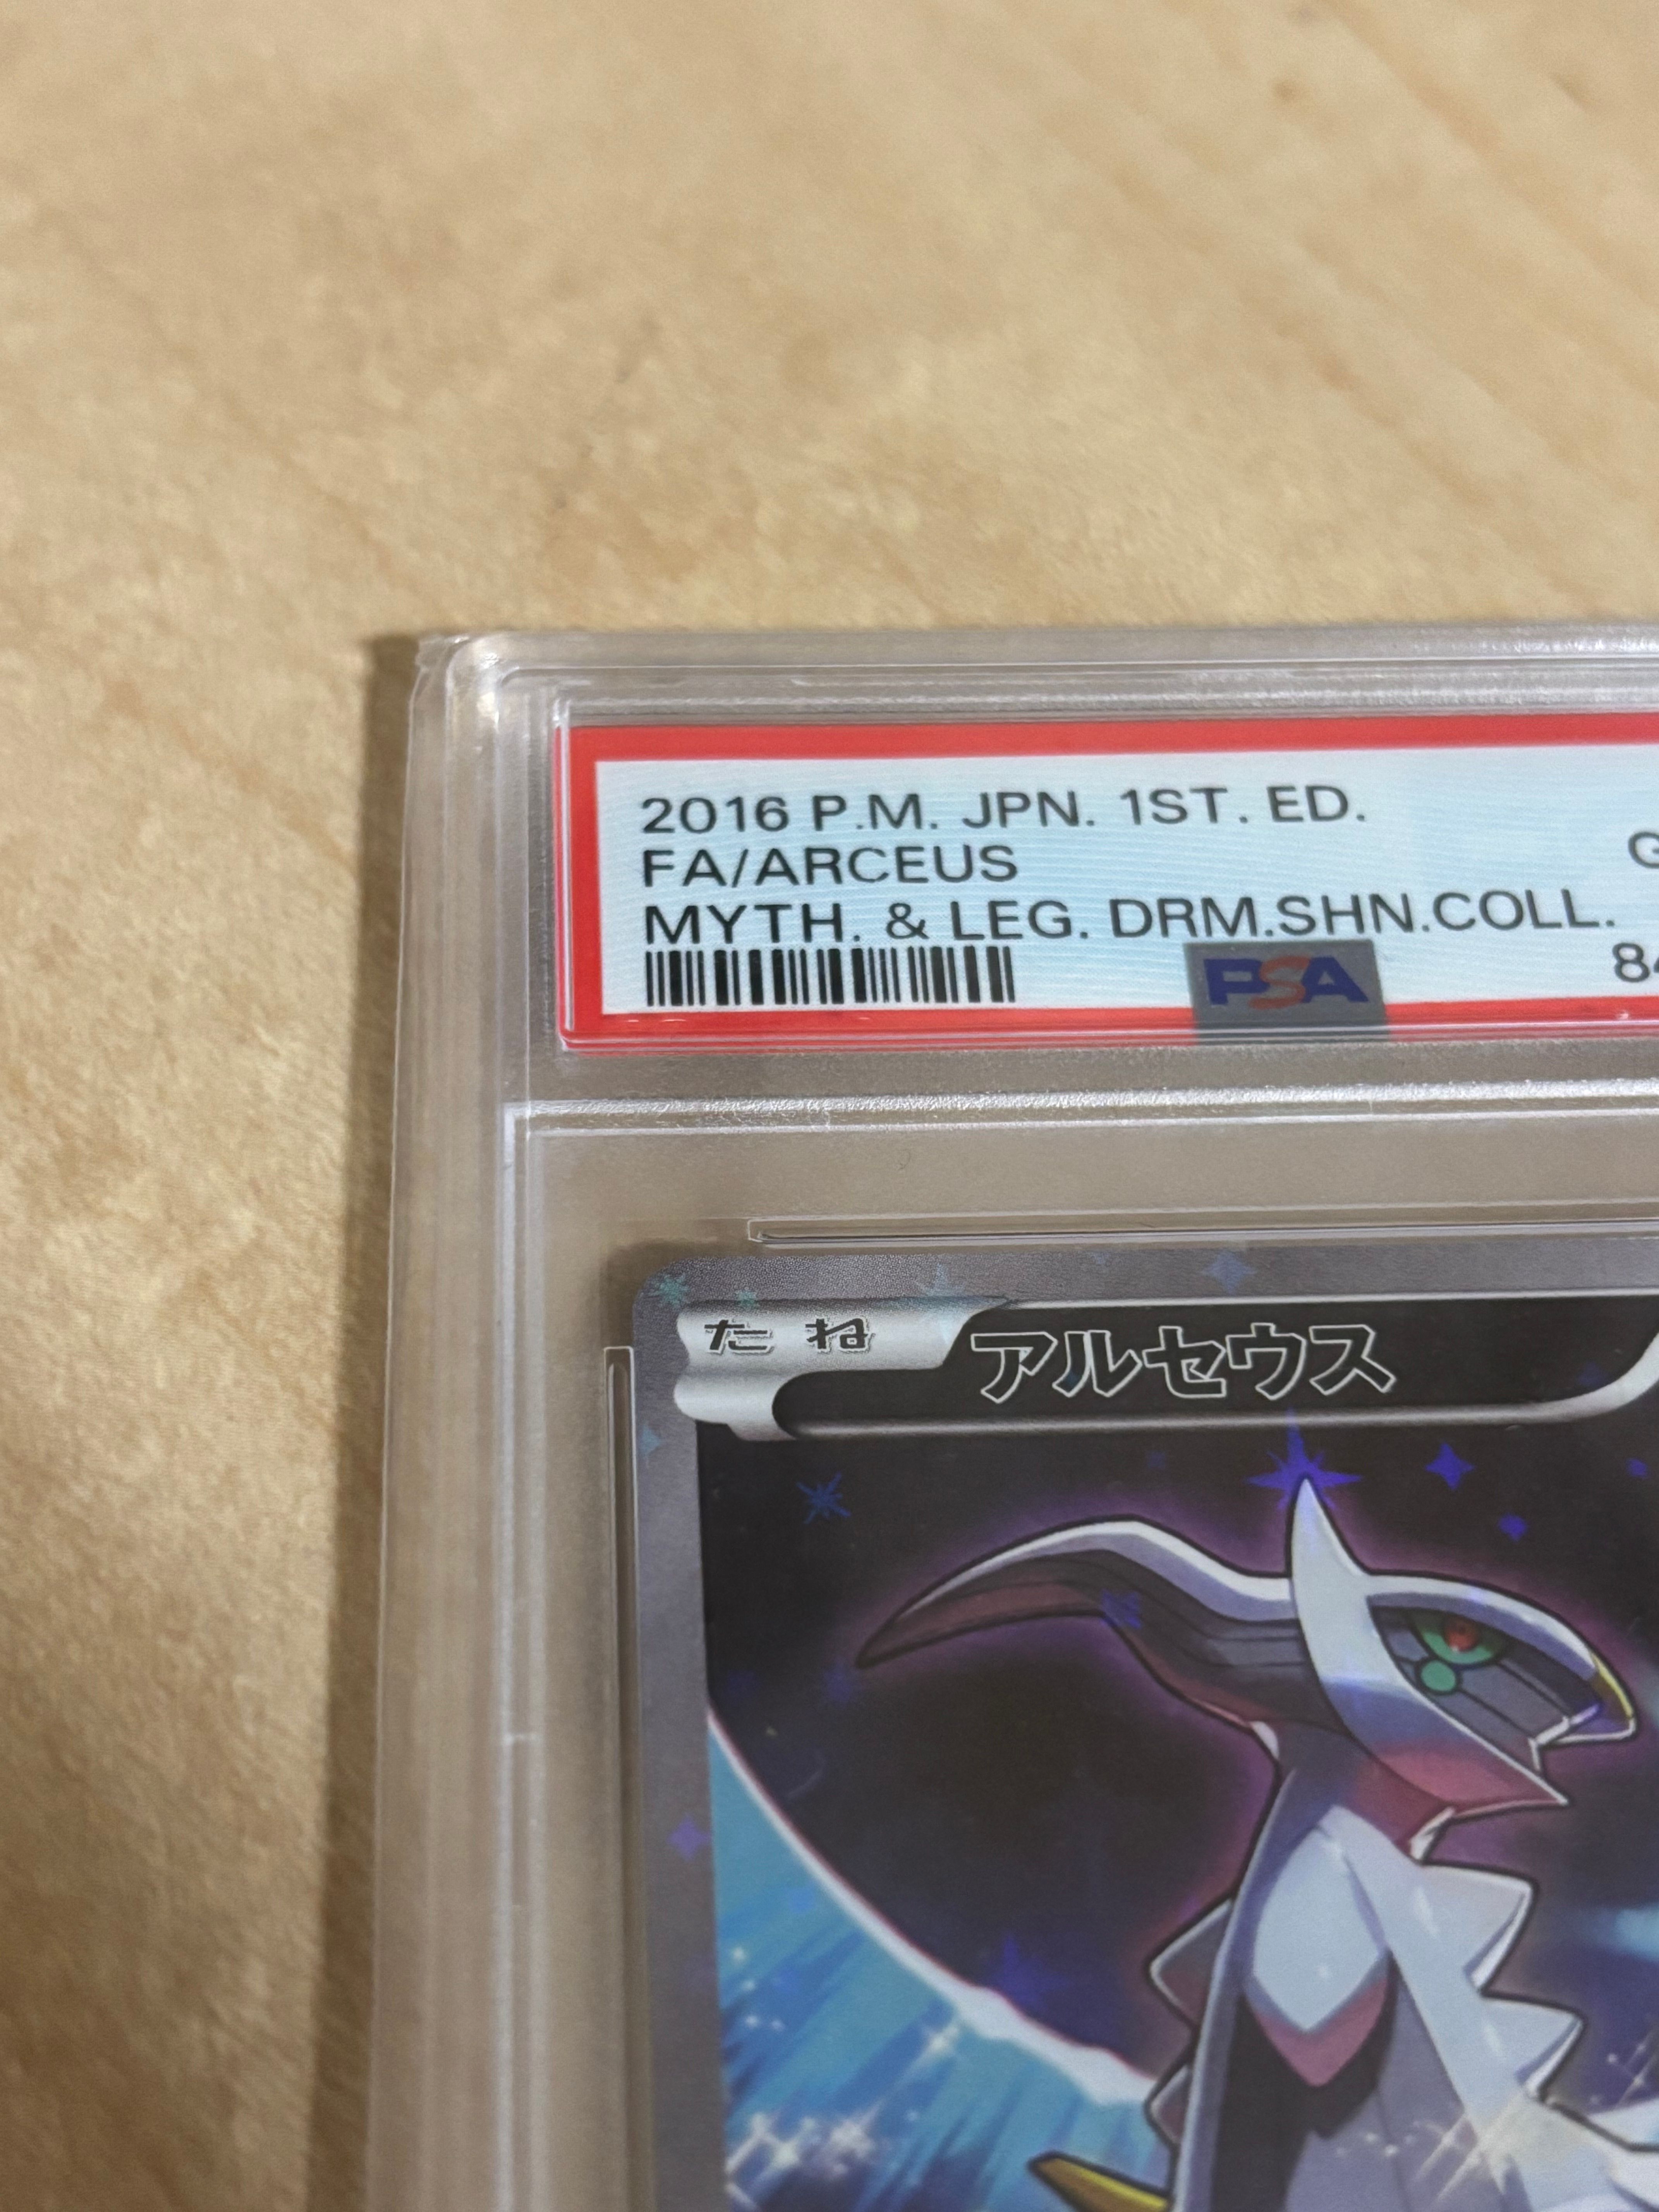 2016 P.M. JPN. 1ST. ED.
FA/ARCEUS
MYTH. & LEG. DRM.SHN.COLL.
PSA
たね アルセウス